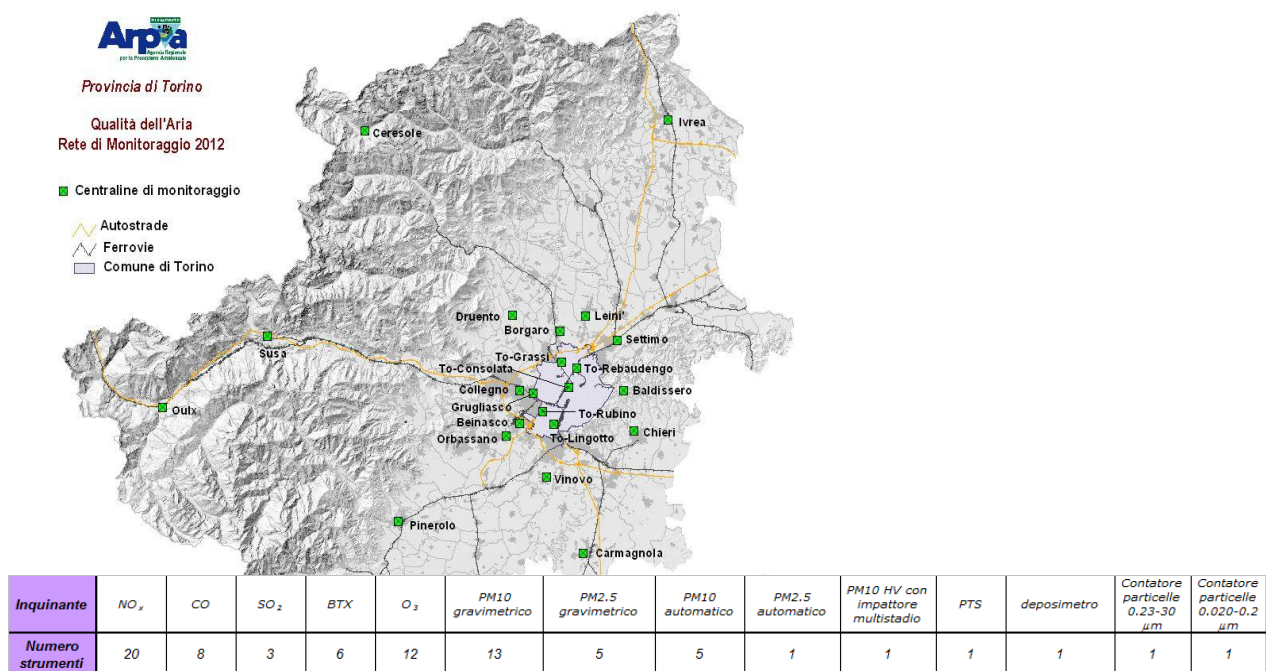 PIEMONTE
Arpa
Agenzia Regionale
per la Protezione Ambientale
Provincia di Torino
Qualità dell'Aria
Rete di Monitoraggio 2012
Centraline di monitoraggio
Autostrade
Ferrovie
Comune di Torino
Ceresole
Ivrea
Druento
Leini'
Borgaro
Settimo
Susa
To-Grassi
To-Consolata
To-Rebaudengo
Collegno
Baldissero
Oulx
Grugliasco
To-Rubino
Beinasco
Chieri
Orbassano
To-Lingotto
Vinovo
Pinerolo
Carmagnola
Inquinante
NOx
CO
SO2
BTX
O3
PM10
gravimetrico
PM2.5
gravimetrico
PM10
automatico
PM2.5
automatico
PM10 HV con
impattore
multistadio
PTS
deposimetro
Contatore
particelle
0.23-30
µm
Contatore
particelle
0.020-0.2
µm
Numero
strumenti
20
8
3
6
12
13
5
5
1
1
1
1
1
1